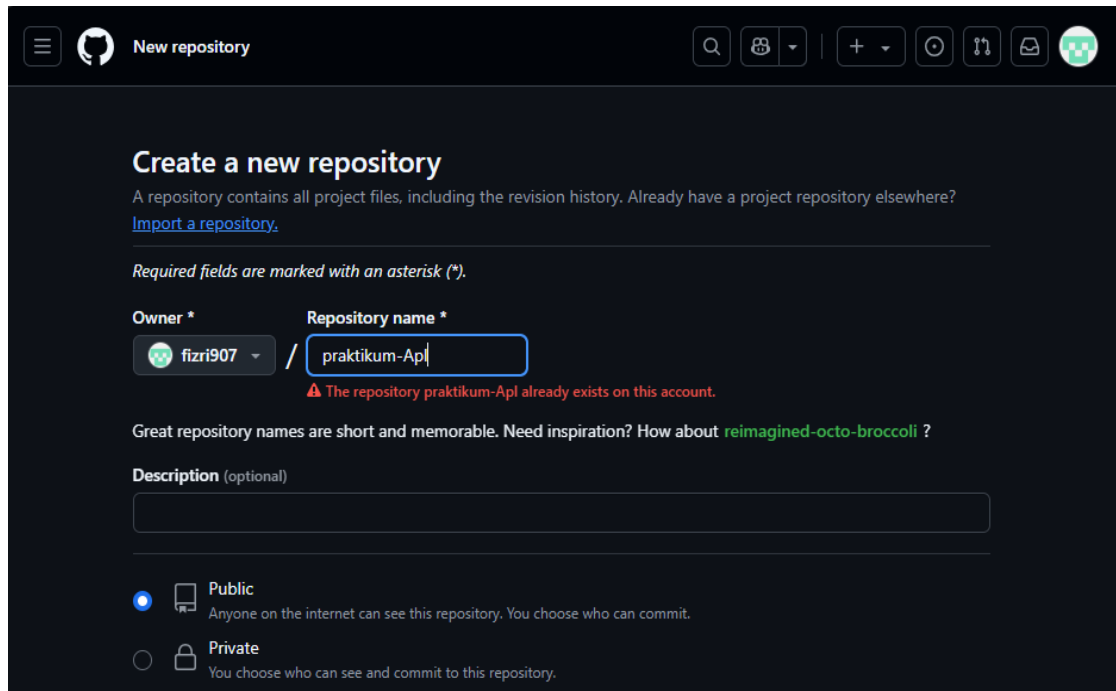 New repository
Create a new repository
A repository contains all project files, including the revision history. Already have a project repository elsewhere?
Import a repository.
Required fields are marked with an asterisk (*).
Owner * Repository name *
fizri907 / praktikum-Apl
The repository praktikum-Apl already exists on this account.
Great repository names are short and memorable. Need inspiration? How about reimagined-octo-broccoli ?
Description (optional)
Public
Anyone on the internet can see this repository. You choose who can commit.
Private
You choose who can see and commit to this repository.